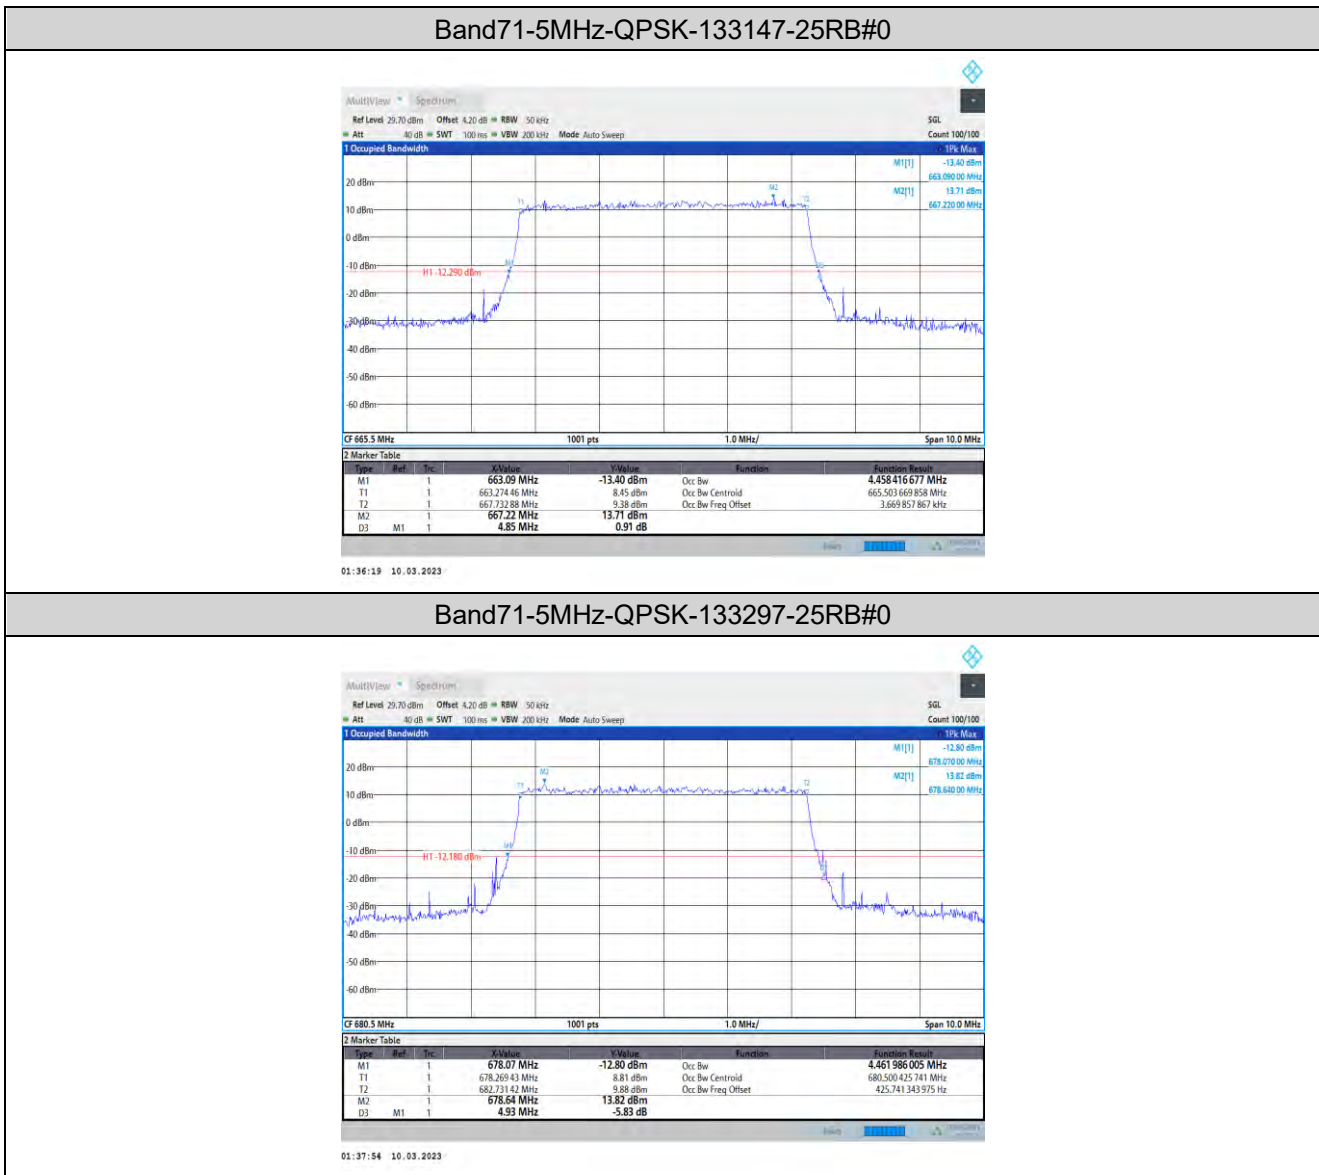 Band71-5MHz-QPSK-133147-25RB#0
MultiView Spectrum
Ref Level 29.70 dBm Offset 4.20 dB RBW 50 kHz SGL
Att 40 dB SWT 100 ms VBW 200 kHz Mode Auto Sweep Count 100/100
1 Occupied Bandwidth 1Pk Max
M1[1] -13.40 dBm
663.090 00 MHz
M2[1] 13.71 dBm
667.220 00 MHz
20 dBm
M2
T1 T2
10 dBm
0 dBm
-10 dBm
H1 -12.290 dBm
-20 dBm
-30 dBm
-40 dBm
-50 dBm
-60 dBm
CF 665.5 MHz 1001 pts 1.0 MHz/ Span 10.0 MHz
2 Marker Table
Type Ref Trc X-Value Y-Value Function Function Result
M1 1 663.09 MHz -13.40 dBm Occ Bw 4.458 416 677 MHz
T1 1 663.274 46 MHz 8.45 dBm Occ Bw Centroid 665.503 669 858 MHz
T2 1 667.732 88 MHz 9.38 dBm Occ Bw Freq Offset 3.669 857 867 kHz
M2 1 667.22 MHz 13.71 dBm
D3 M1 1 4.85 MHz 0.91 dB
01:36:19 10.03.2023
Band71-5MHz-QPSK-133297-25RB#0
MultiView Spectrum
Ref Level 29.70 dBm Offset 4.20 dB RBW 50 kHz SGL
Att 40 dB SWT 100 ms VBW 200 kHz Mode Auto Sweep Count 100/100
1 Occupied Bandwidth 1Pk Max
M1[1] -12.80 dBm
678.070 00 MHz
M2[1] 13.82 dBm
678.640 00 MHz
20 dBm
M2
T1 T2
10 dBm
0 dBm
-10 dBm
H1 -12.180 dBm
-20 dBm
-30 dBm
-40 dBm
-50 dBm
-60 dBm
CF 680.5 MHz 1001 pts 1.0 MHz/ Span 10.0 MHz
2 Marker Table
Type Ref Trc X-Value Y-Value Function Function Result
M1 1 678.07 MHz -12.80 dBm Occ Bw 4.461 986 005 MHz
T1 1 678.269 43 MHz 8.81 dBm Occ Bw Centroid 680.500 425 741 MHz
T2 1 682.731 42 MHz 9.88 dBm Occ Bw Freq Offset 425.741 343 975 Hz
M2 1 678.64 MHz 13.82 dBm
D3 M1 1 4.93 MHz -5.83 dB
01:37:54 10.03.2023